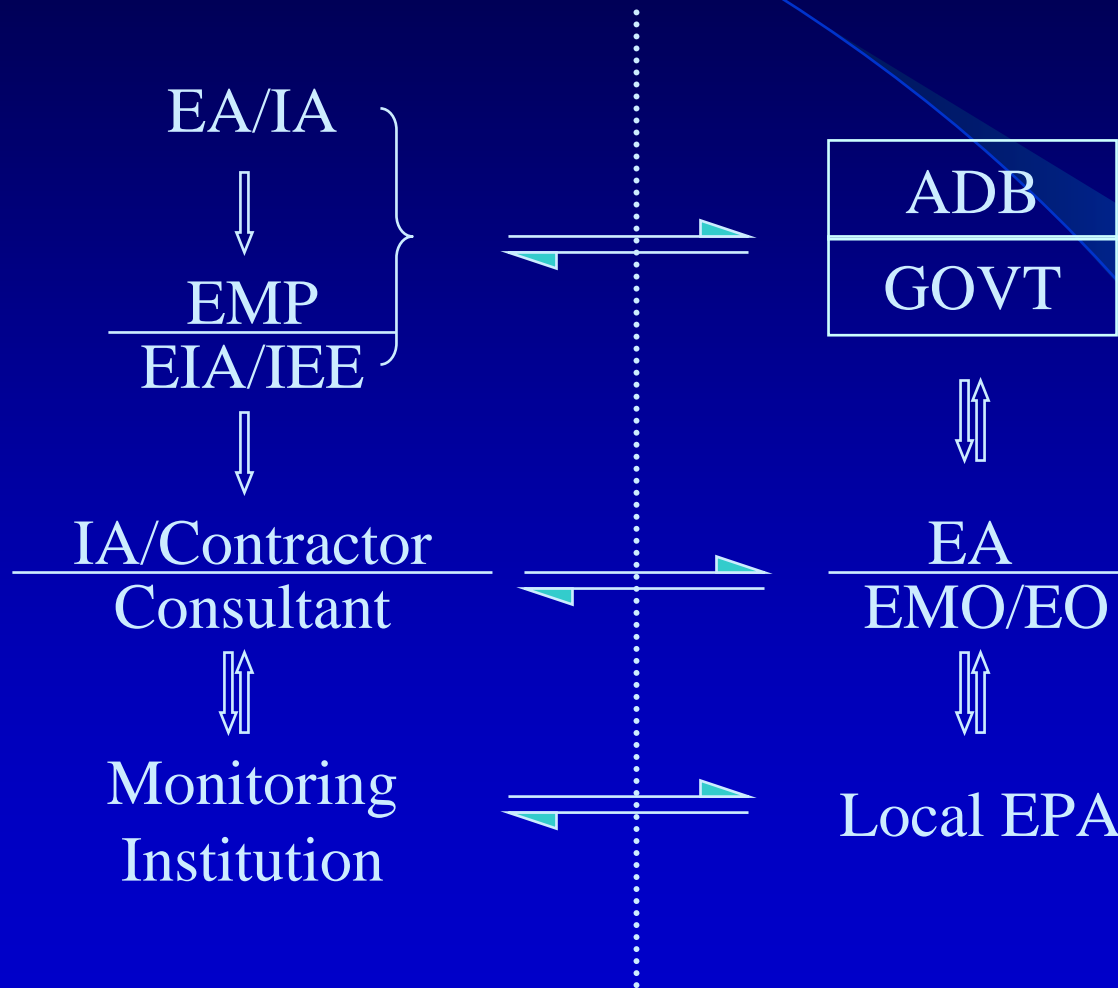 EA/IA
EMP
EIA/IEE
IA/Contractor
Consultant
Monitoring
Institution
ADB
GOVT
EA
EMO/EO
Local EPA